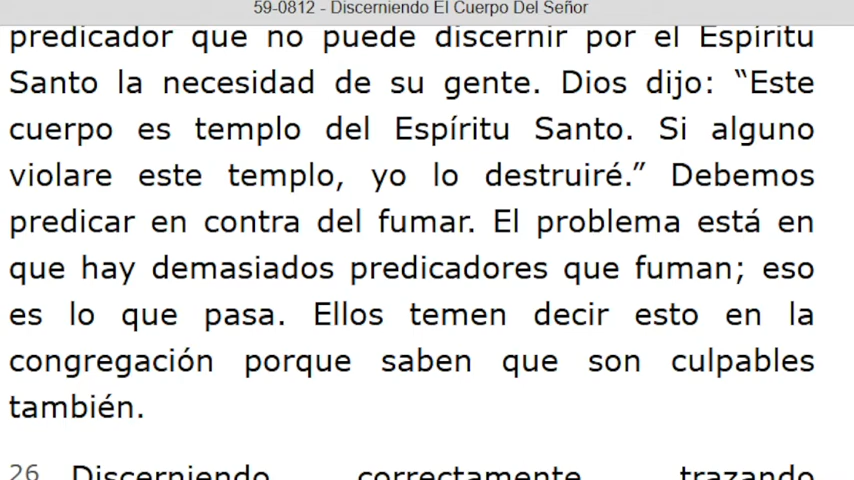 59-0812 - Discerniendo El Cuerpo Del Señor
predicador que no puede discernir por el Espíritu
Santo la necesidad de su gente. Dios dijo: “Este
cuerpo es templo del Espíritu Santo. Si alguno
violare este templo, yo lo destruiré.” Debemos
predicar en contra del fumar. El problema está en
que hay demasiados predicadores que fuman; eso
es lo que pasa. Ellos temen decir esto en la
congregación porque saben que son culpables
también.
26 Discerniendo correctamente trazando